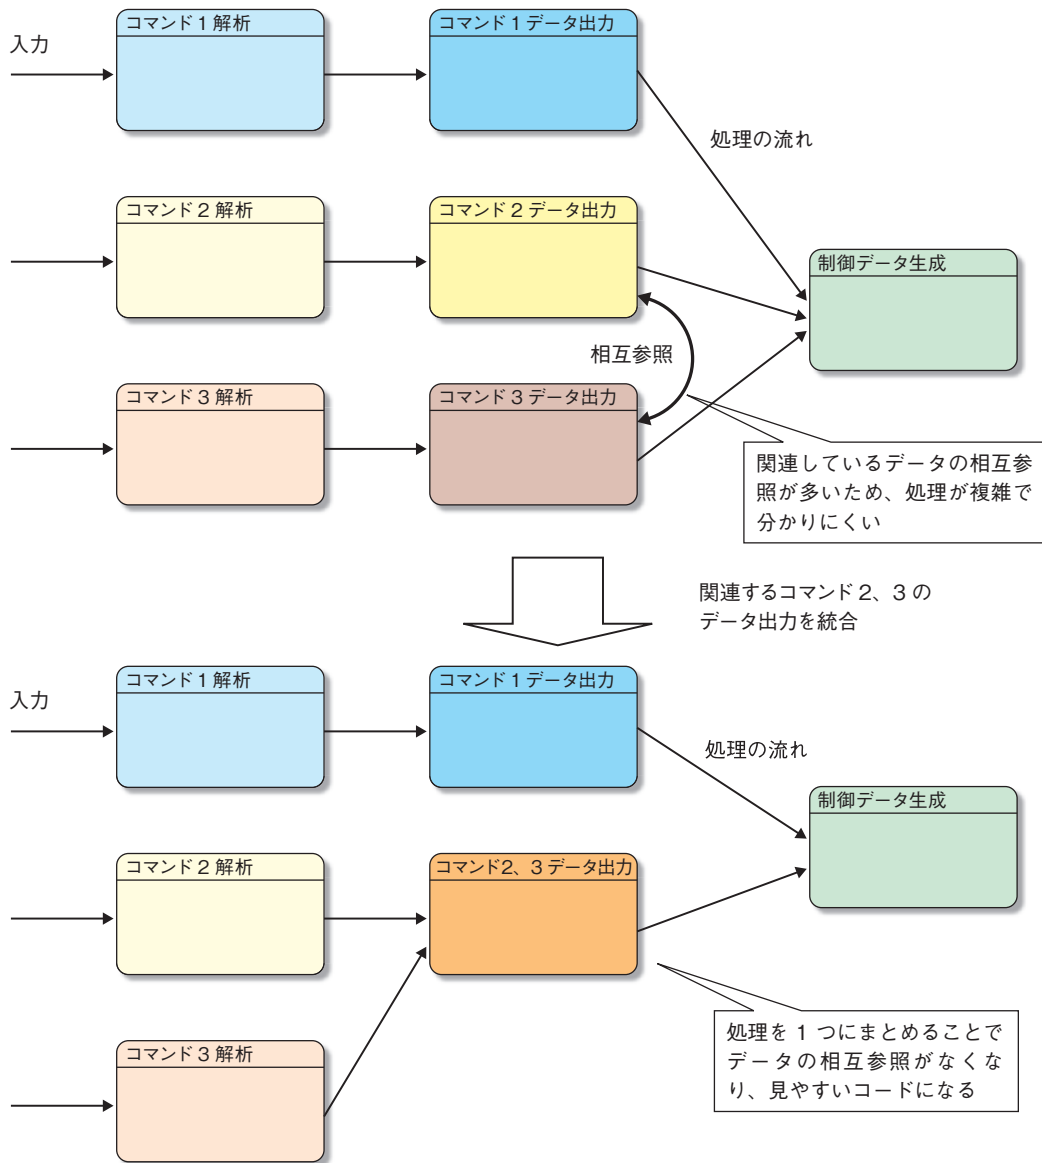 入力
コマンド1解析
コマンド1データ出力
処理の流れ
コマンド2解析
コマンド2データ出力
制御データ生成
相互参照
コマンド3解析
コマンド3データ出力
関連しているデータの相互参
照が多いため、処理が複雑で
分かりにくい
関連するコマンド2、3の
データ出力を統合
入力
コマンド1解析
コマンド1データ出力
処理の流れ
制御データ生成
コマンド2解析
コマンド2、3データ出力
処理を1つにまとめることで
データの相互参照がなくな
り、見やすいコードになる
コマンド3解析